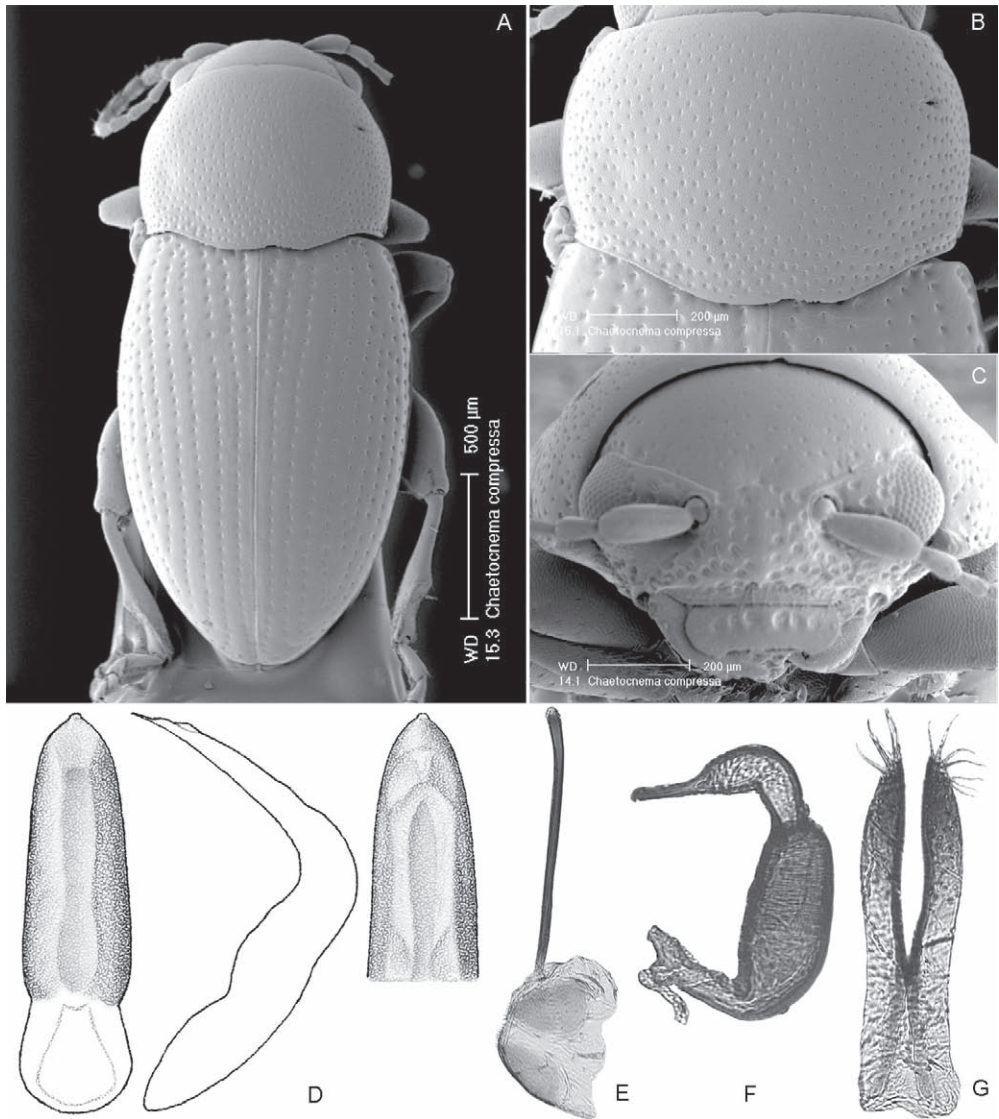 A
500 µm
WD
15.3 Chaetocnema compressa
B
WD 200 µm
15.1 Chaetocnema compressa
C
WD 200 µm
14.1 Chaetocnema compressa
D
E
F
G